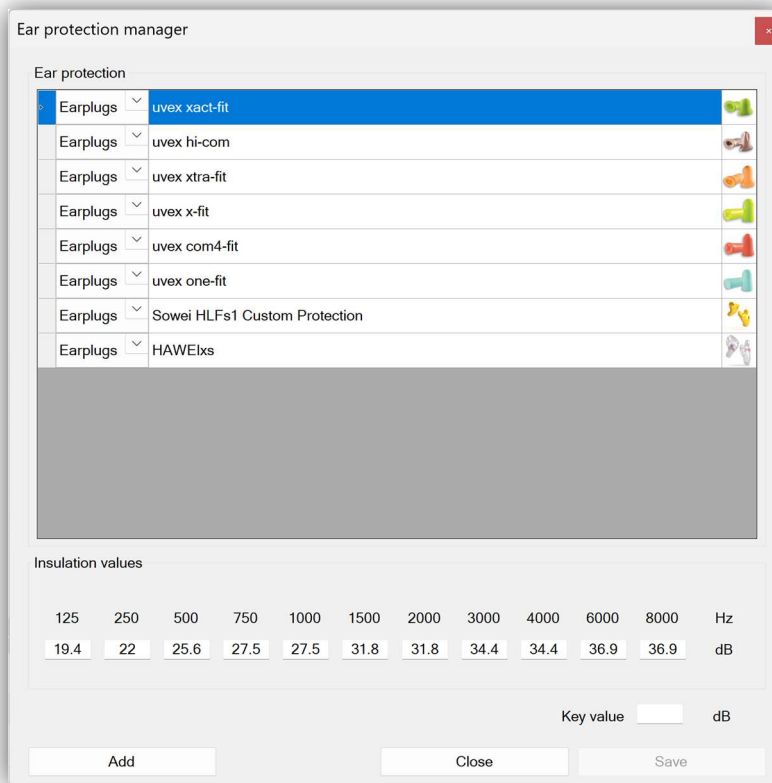 Ear protection manager
Ear protection
Earplugs uvex xact-fit
Earplugs uvex hi-com
Earplugs uvex xtra-fit
Earplugs uvex x-fit
Earplugs uvex com4-fit
Earplugs uvex one-fit
Earplugs Sowei HLFs1 Custom Protection
Earplugs HAWEIxs
Insulation values
125 250 500 750 1000 1500 2000 3000 4000 6000 8000 Hz
19.4 22 25.6 27.5 27.5 31.8 31.8 34.4 34.4 36.9 36.9 dB
Key value dB
Add Close Save